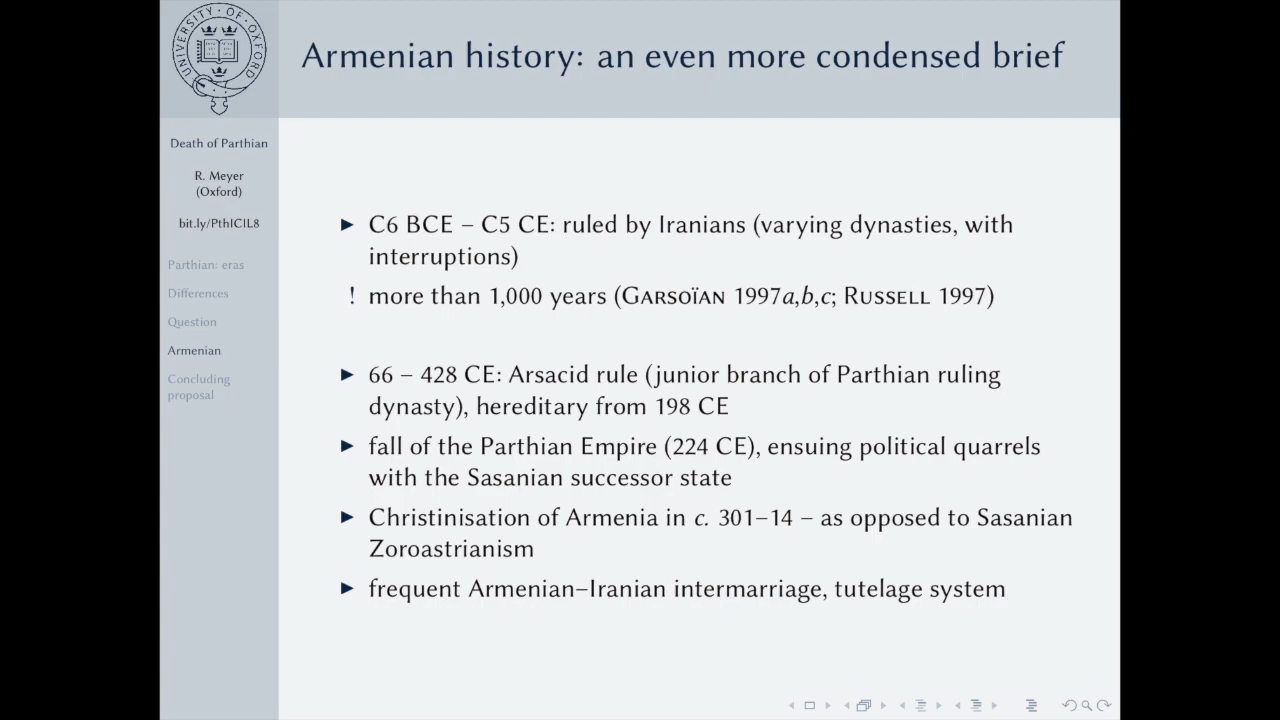 UNIVERSITY · OF · OXFORD
Armenian history: an even more condensed brief
Death of Parthian
R. Meyer
(Oxford)
bit.ly/PthICIL8
Parthian: eras
Differences
Question
Armenian
Concluding
proposal
▶ C6 BCE – C5 CE: ruled by Iranians (varying dynasties, with
interruptions)
! more than 1,000 years (Garsoïan 1997a,b,c; Russell 1997)
▶ 66 – 428 CE: Arsacid rule (junior branch of Parthian ruling
dynasty), hereditary from 198 CE
▶ fall of the Parthian Empire (224 CE), ensuing political quarrels
with the Sasanian successor state
▶ Christinisation of Armenia in c. 301–14 – as opposed to Sasanian
Zoroastrianism
▶ frequent Armenian–Iranian intermarriage, tutelage system